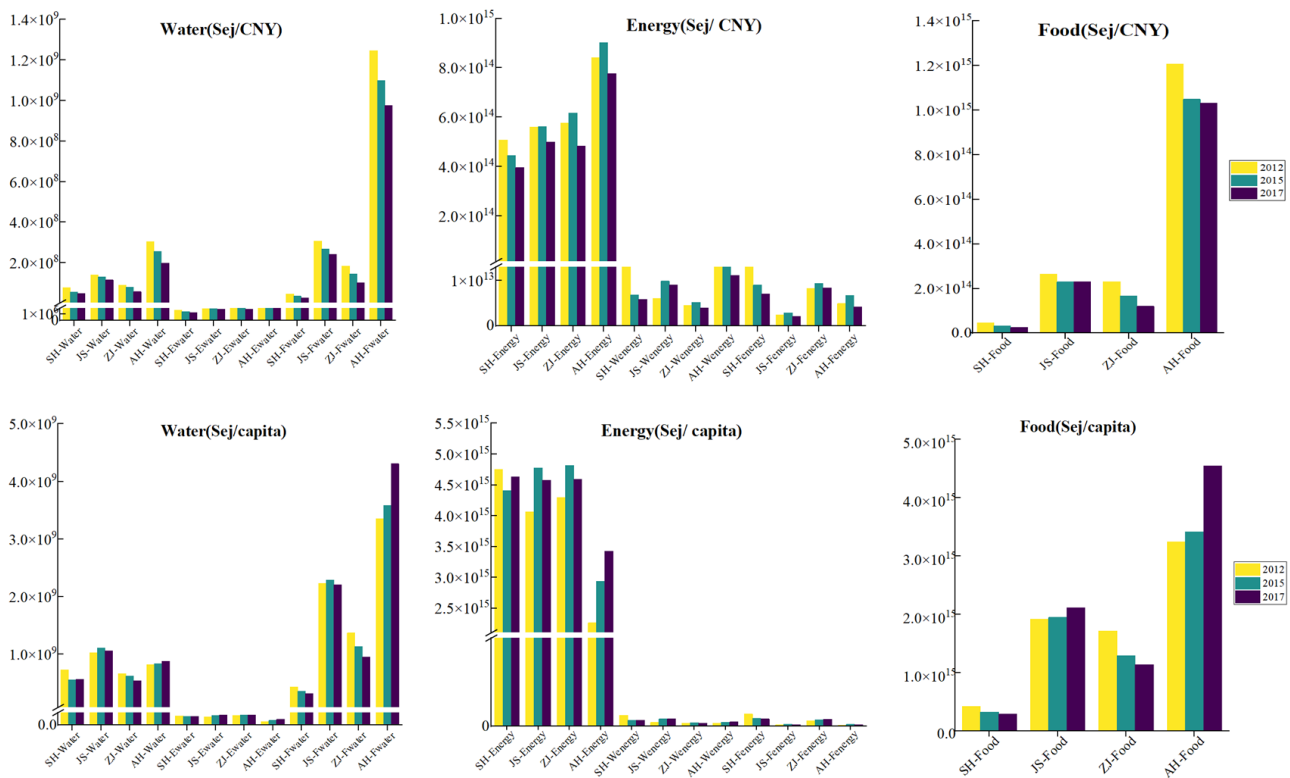 Water(Sej/CNY)
1.4×10⁹
1.2×10⁹
1.0×10⁹
8.0×10⁸
6.0×10⁸
4.0×10⁸
2.0×10⁸
0
SH-Water
JS-Water
ZJ-Water
AH-Water
SH-Ewater
JS-Ewater
ZJ-Ewater
AH-Ewater
SH-Fwater
JS-Fwater
ZJ-Fwater
AH-Fwater
Energy(Sej/ CNY)
1.0×10¹⁵
8.0×10¹⁴
6.0×10¹⁴
4.0×10¹⁴
2.0×10¹⁴
1×10¹³
0
SH-Energy
JS-Energy
ZJ-Energy
AH-Energy
SH-Wenergy
JS-Wenergy
ZJ-Wenergy
AH-Wenergy
SH-Fenergy
JS-Fenergy
ZJ-Fenergy
AH-Fenergy
Food(Sej/CNY)
1.4×10¹⁵
1.2×10¹⁵
1.0×10¹⁵
8.0×10¹⁴
6.0×10¹⁴
4.0×10¹⁴
2.0×10¹⁴
0.0
SH-Food
JS-Food
ZJ-Food
AH-Food
2012
2015
2017
Water(Sej/capita)
5.0×10⁹
4.0×10⁹
3.0×10⁹
2.0×10⁹
1.0×10⁹
0.0
SH-Water
JS-Water
ZJ-Water
AH-Water
SH-Ewater
JS-Ewater
ZJ-Ewater
AH-Ewater
SH-Fwater
JS-Fwater
ZJ-Fwater
AH-Fwater
Energy(Sej/ capita)
5.5×10¹⁵
5.0×10¹⁵
4.5×10¹⁵
4.0×10¹⁵
3.5×10¹⁵
3.0×10¹⁵
2.5×10¹⁵
0
SH-Energy
JS-Energy
ZJ-Energy
AH-Energy
SH-Wenergy
JS-Wenergy
ZJ-Wenergy
AH-Wenergy
SH-Fenergy
JS-Fenergy
ZJ-Fenergy
AH-Fenergy
Food(Sej/capita)
5.0×10¹⁵
4.0×10¹⁵
3.0×10¹⁵
2.0×10¹⁵
1.0×10¹⁵
0.0
SH-Food
JS-Food
ZJ-Food
AH-Food
2012
2015
2017